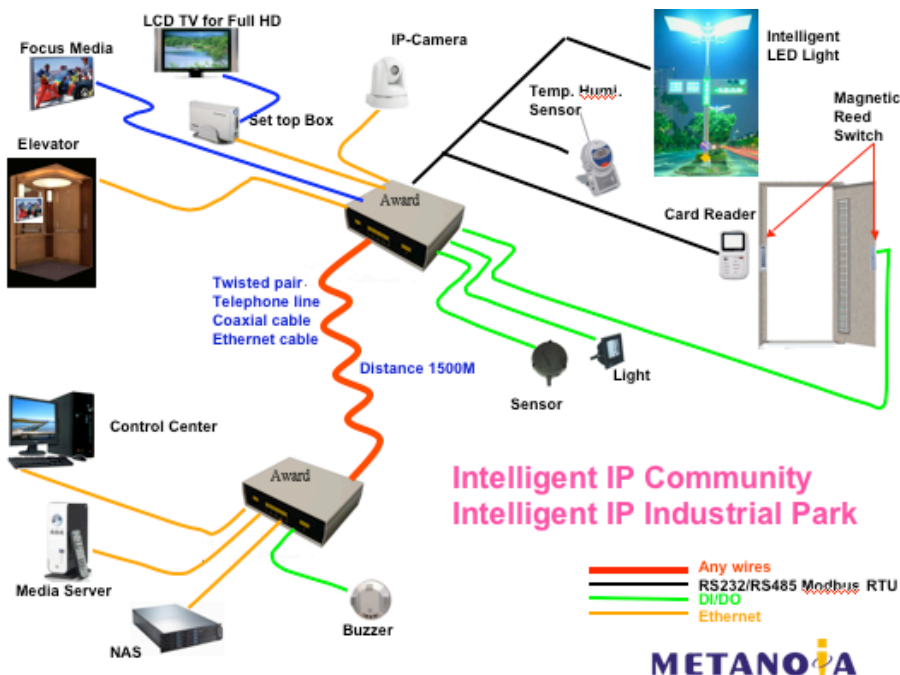 LCD TV for Full HD
Focus Media
IP-Camera
Intelligent
LED Light
Set top Box
Temp. Humi.
Sensor
Magnetic
Reed
Switch
Elevator
Award
Card Reader
Twisted pair.
Telephone line
Coaxial cable
Ethernet cable
Distance 1500M
Light
Sensor
Control Center
Award
Intelligent IP Community
Intelligent IP Industrial Park
Media Server
NAS
Buzzer
Any wires
RS232/RS485 Modbus RTU
DI/DO
Ethernet
METANOiA